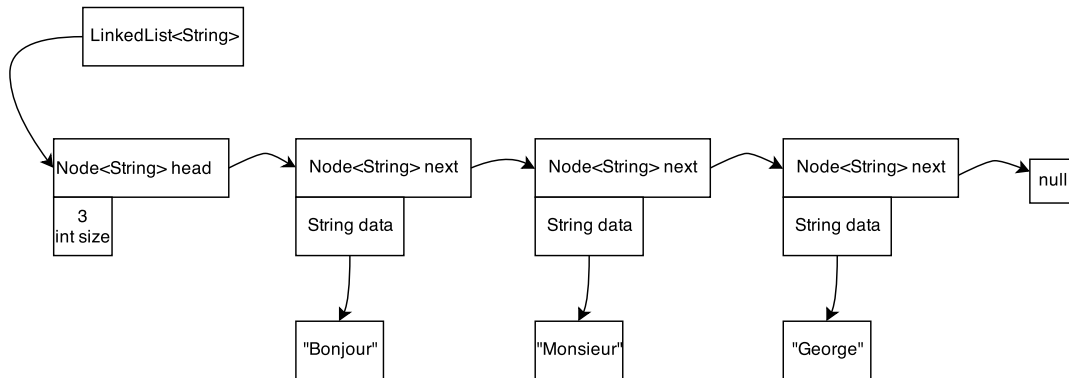 LinkedList<String>
Node<String> head
Node<String> next
Node<String> next
Node<String> next
null
3
int size
String data
String data
String data
"Bonjour"
"Monsieur"
"George"